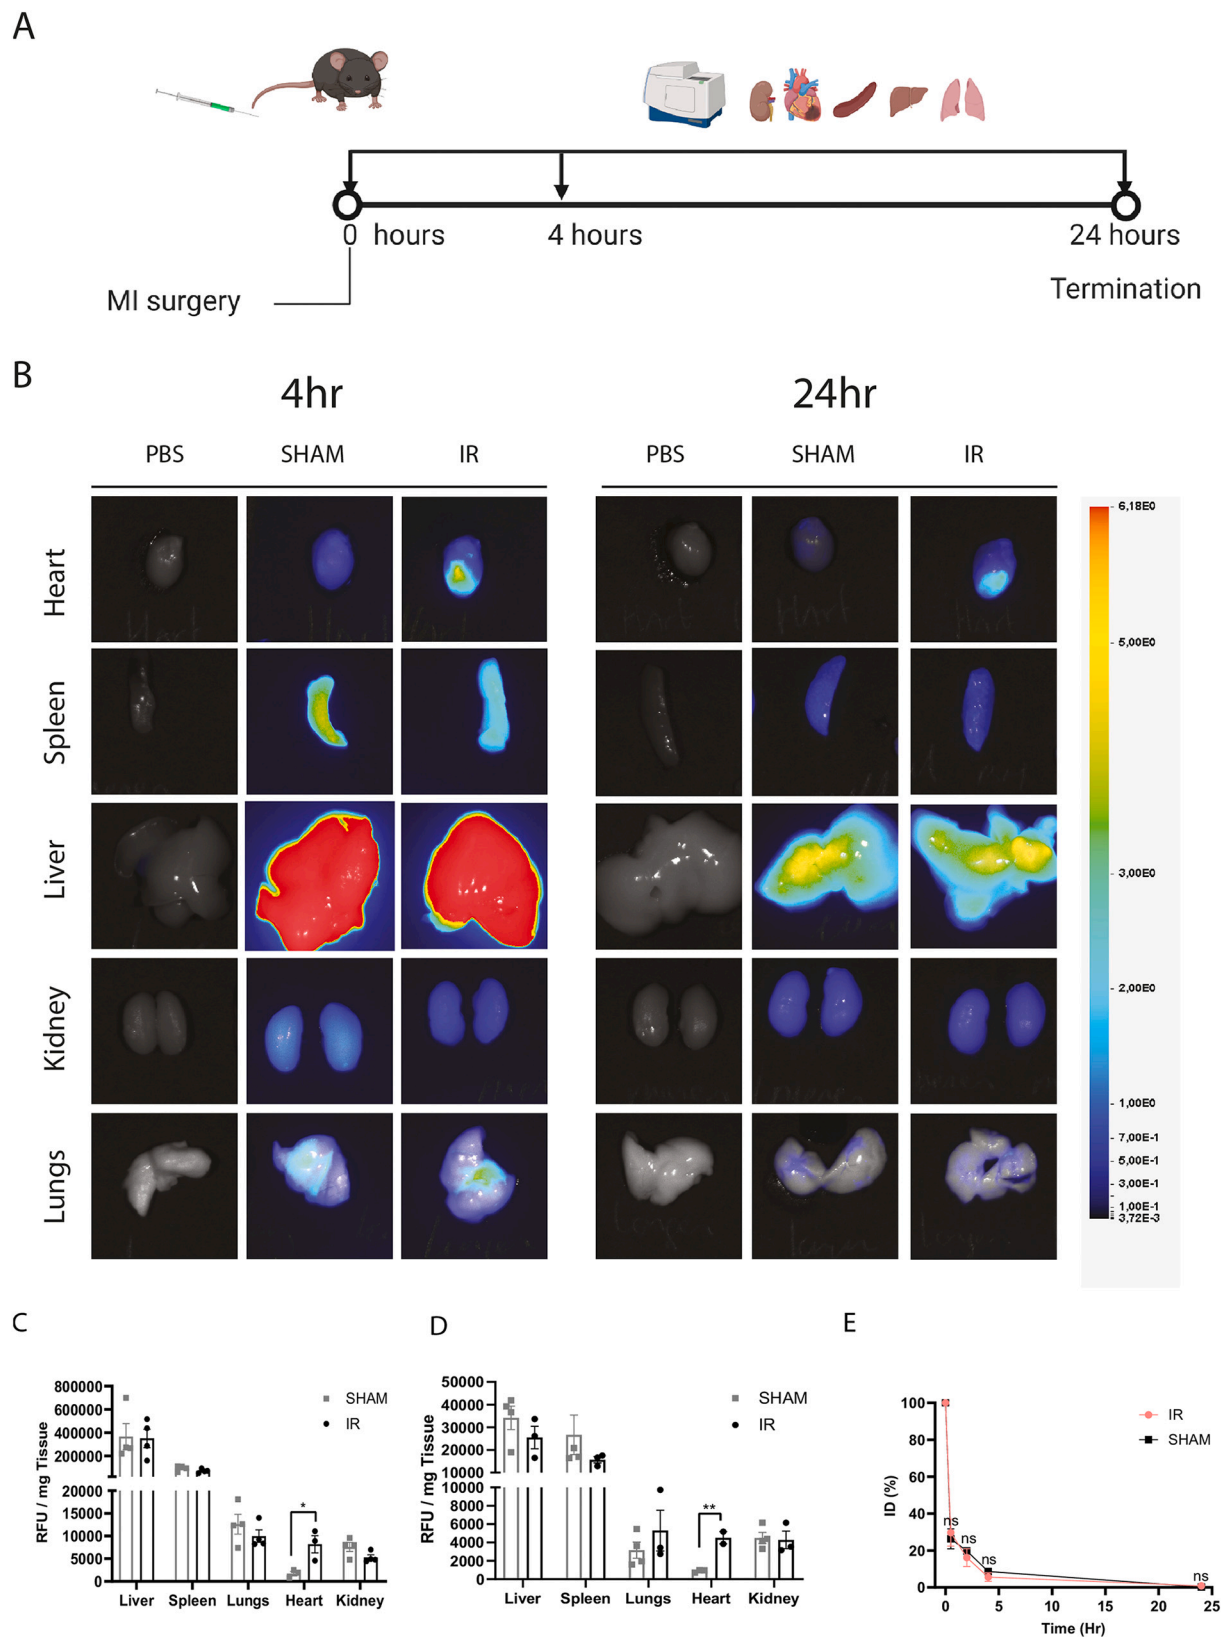 A
0 hours
4 hours
24 hours
MI surgery
Termination
B
4hr
24hr
PBS
SHAM
IR
PBS
SHAM
IR
Heart
Spleen
Liver
Kidney
Lungs
6,18E0
5,00E0
3,00E0
2,00E0
1,00E0
7,00E-1
5,00E-1
3,00E-1
1,00E-1
3,72E-3
C
RFU / mg Tissue
800000
600000
400000
200000
20000
15000
10000
5000
0
*
SHAM
IR
Liver
Spleen
Lungs
Heart
Kidney
D
RFU / mg Tissue
50000
40000
30000
20000
10000
10000
8000
6000
4000
2000
0
**
SHAM
IR
Liver
Spleen
Lungs
Heart
Kidney
E
ID (%)
100
80
60
40
20
0
ns
ns
ns
ns
IR
SHAM
0
5
10
15
20
25
Time (Hr)